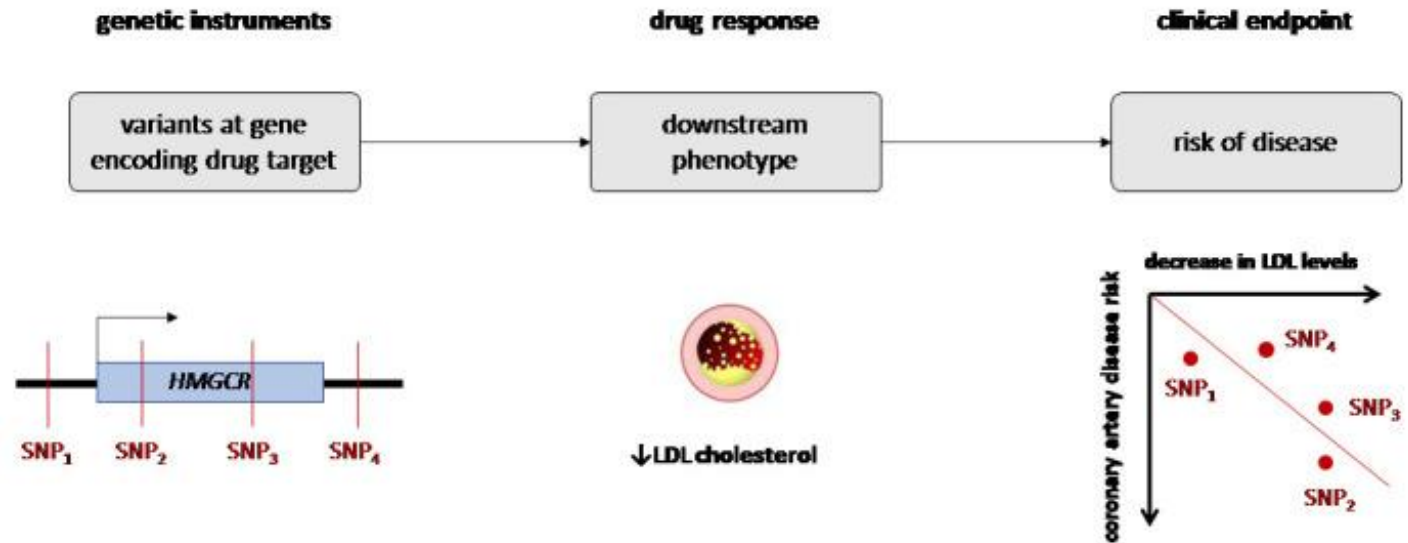 genetic instruments
drug response
clinical endpoint
variants at gene
encoding drug target
downstream
phenotype
risk of disease
HMGCR
SNP₁
SNP₂
SNP₃
SNP₄
↓LDL cholesterol
decrease in LDL levels
coronary artery disease risk
SNP₄
SNP₁
SNP₃
SNP₂